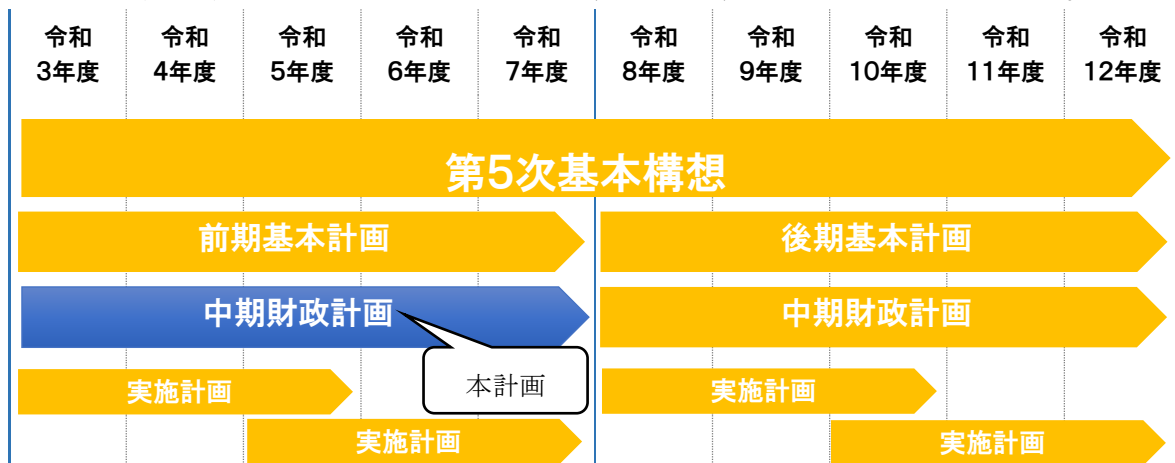 令和 令和 令和 令和 令和 令和 令和 令和 令和 令和
3年度 4年度 5年度 6年度 7年度 8年度 9年度 10年度 11年度 12年度
第5次基本構想
前期基本計画 後期基本計画
中期財政計画 中期財政計画
本計画
実施計画 実施計画
実施計画 実施計画